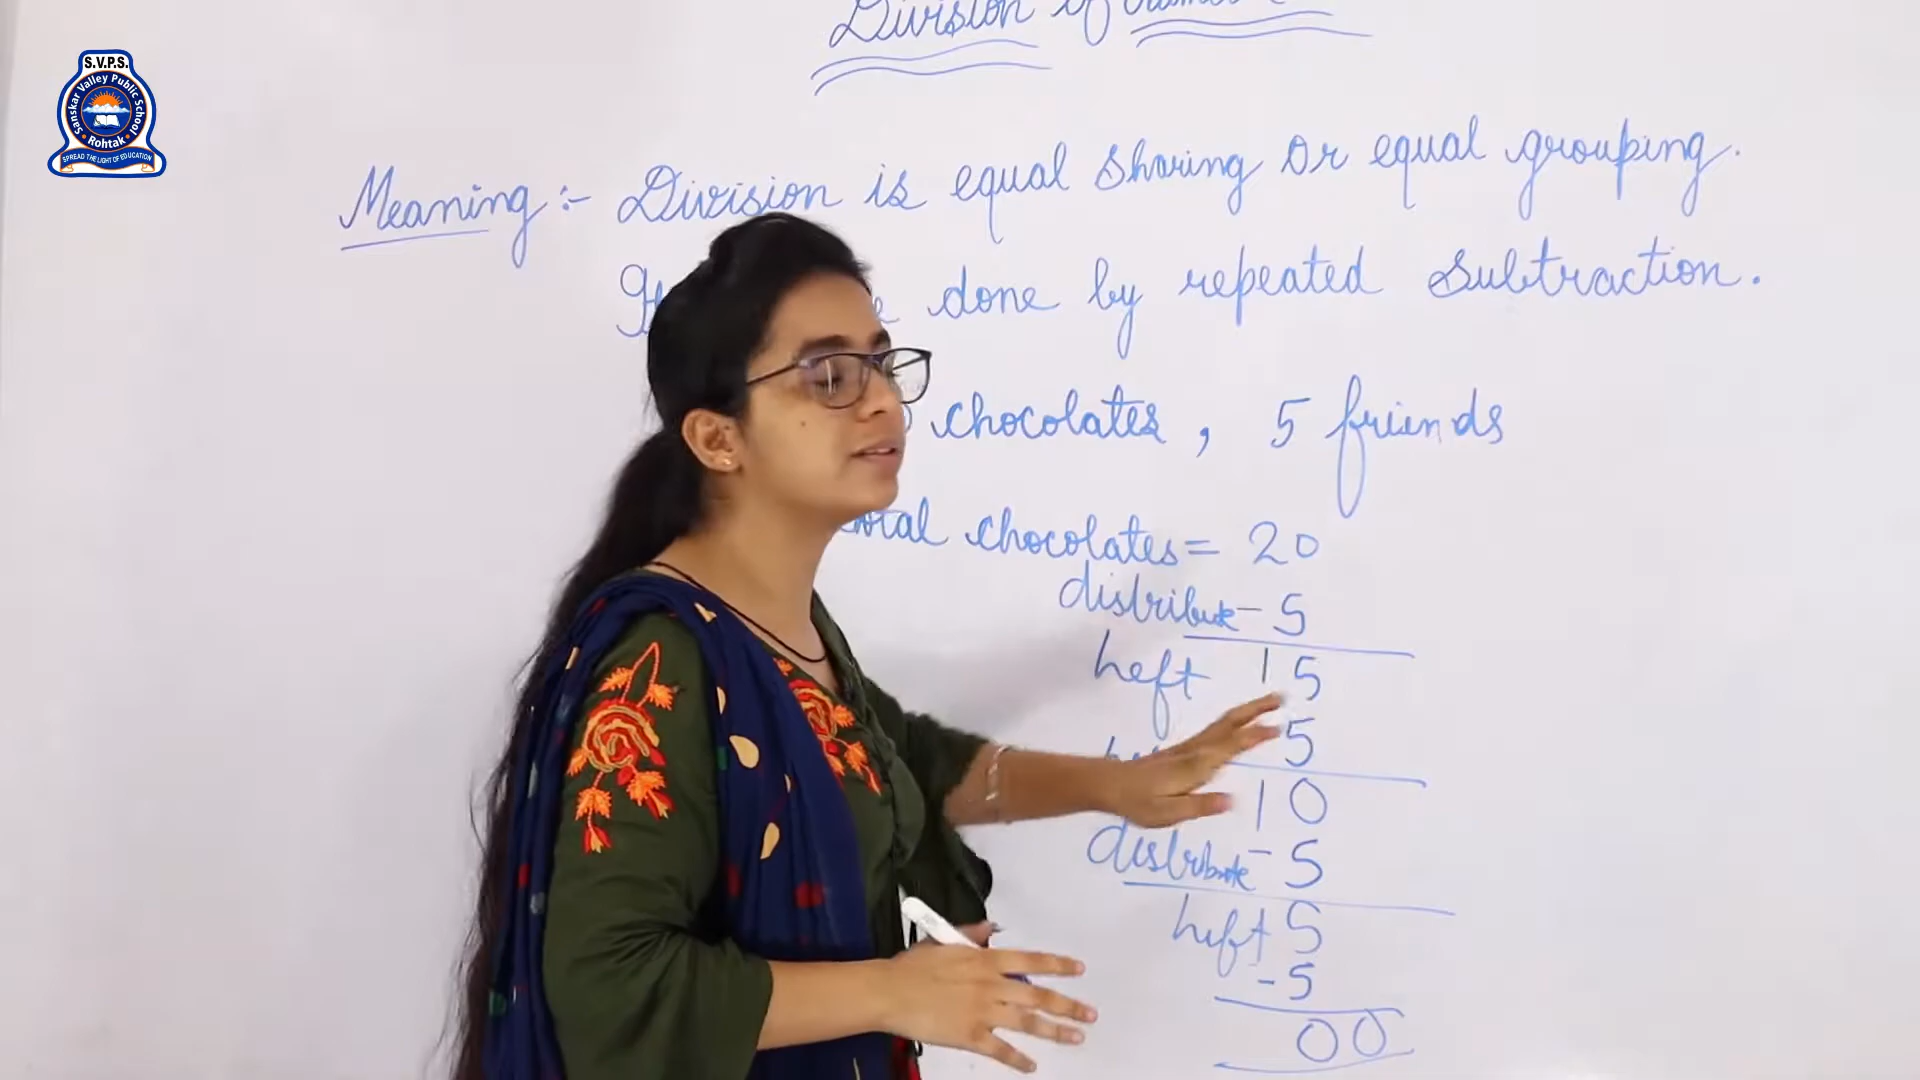 S.V.P.S.
Sanskar Valley Public School
Rohtak
SPREAD THE LIGHT OF EDUCATION
Division of
Meaning :- Division is equal sharing or equal grouping.
done by repeated subtraction.
chocolates , 5 friends
chocolates = 20
distribute - 5
left 15
5
10
distribute - 5
left 5
- 5
00